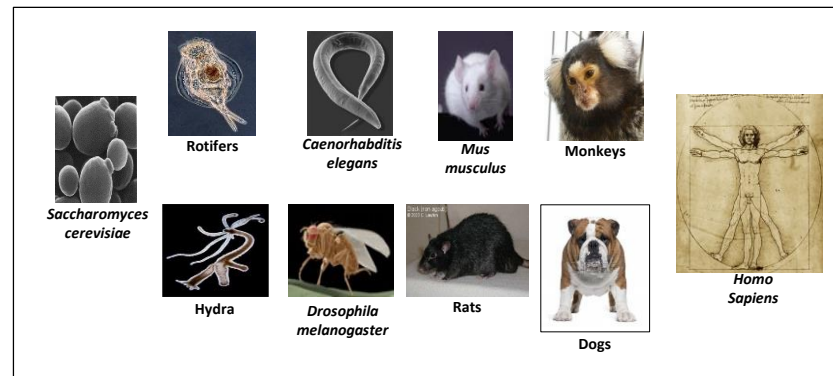 Rotifers
Caenorhabditis
elegans
Mus
musculus
Monkeys
Saccharomyces
cerevisiae
Homo
Sapiens
Hydra
Drosophila
melanogaster
Rats
Dogs